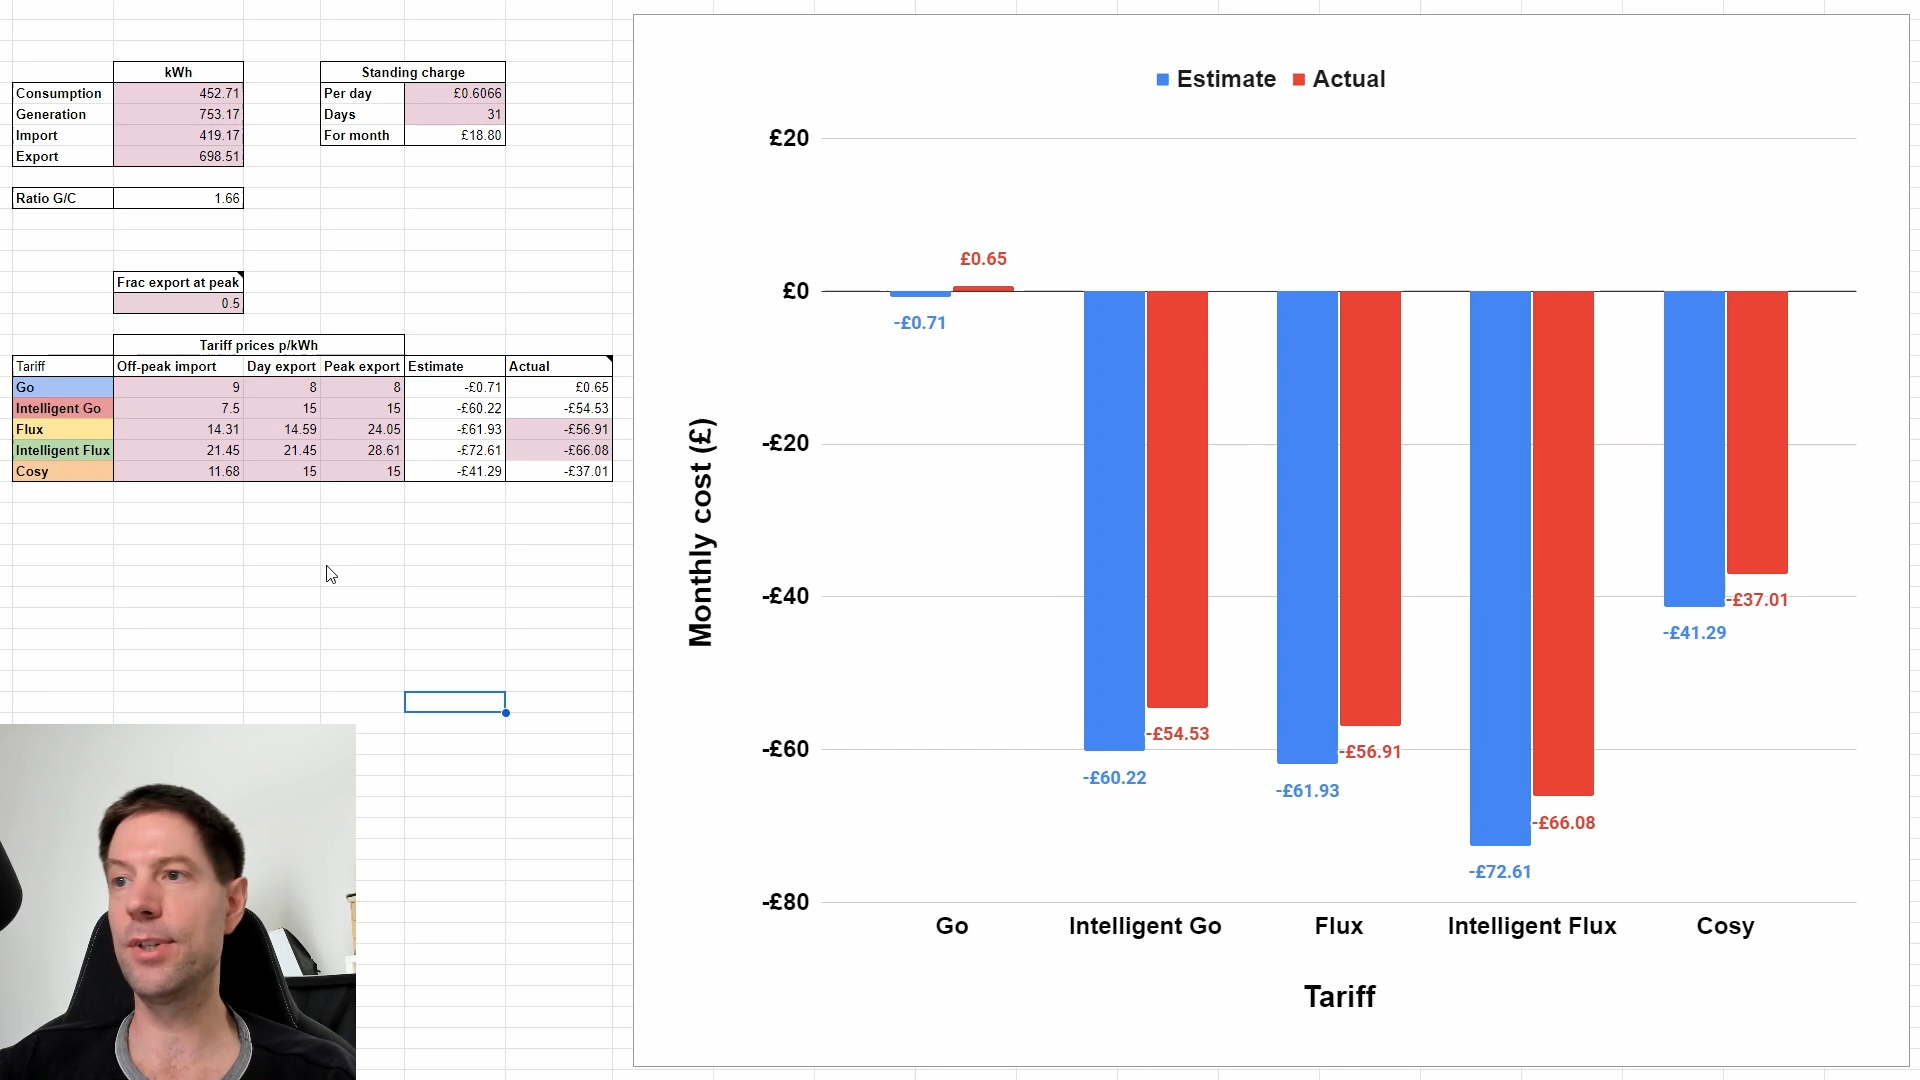 kWh
Consumption 452.71
Generation 753.17
Import 419.17
Export 698.51
Ratio G/C 1.66
Standing charge
Per day £0.6066
Days 31
For month £18.80
Frac export at peak
0.5
Tariff prices p/kWh
Tariff Off-peak import Day export Peak export Estimate Actual
Go 9 8 8 -£0.71 £0.65
Intelligent Go 7.5 15 15 -£60.22 -£54.53
Flux 14.31 14.59 24.05 -£61.93 -£56.91
Intelligent Flux 21.45 21.45 28.61 -£72.61 -£66.08
Cosy 11.68 15 15 -£41.29 -£37.01
Estimate Actual
£20
£0
-£20
-£40
-£60
-£80
Monthly cost (£)
£0.65
-£0.71
-£54.53
-£60.22
-£56.91
-£61.93
-£66.08
-£72.61
-£37.01
-£41.29
Go Intelligent Go Flux Intelligent Flux Cosy
Tariff